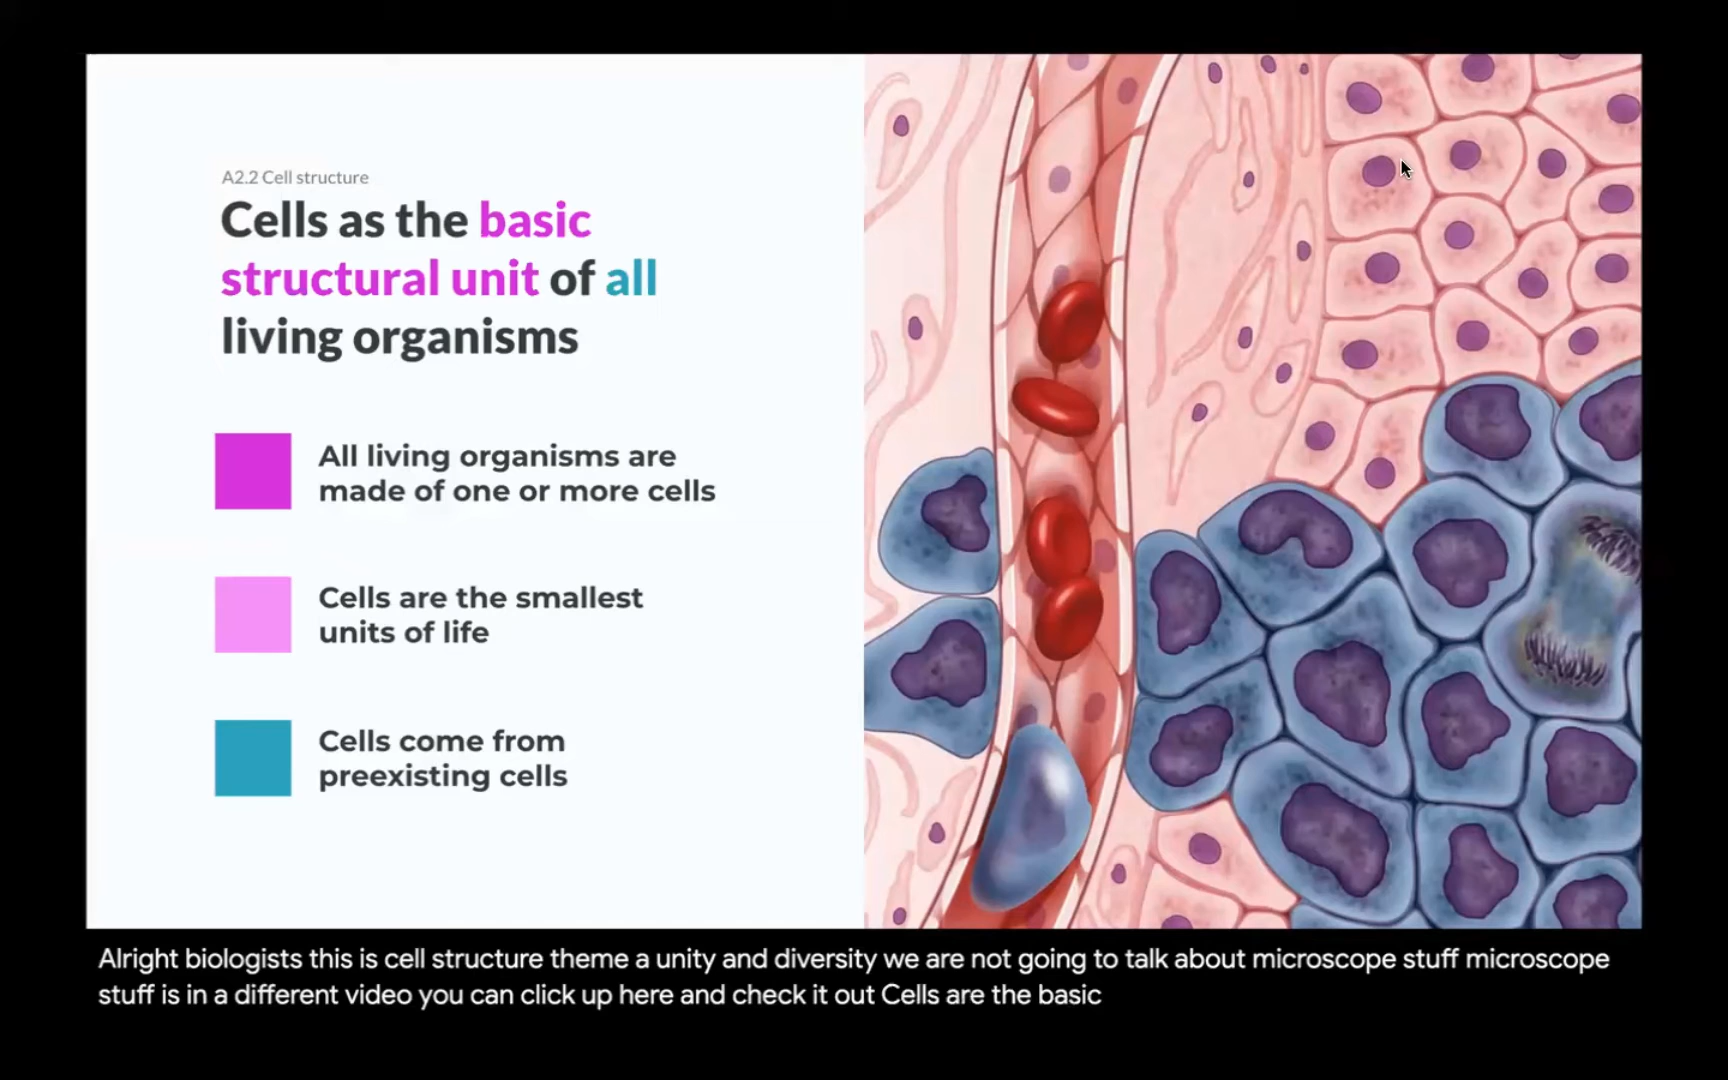 A2.2 Cell structure
Cells as the basic
structural unit of all
living organisms
All living organisms are
made of one or more cells
Cells are the smallest
units of life
Cells come from
preexisting cells
Alright biologists this is cell structure theme a unity and diversity we are not going to talk about microscope stuff microscope
stuff is in a different video you can click up here and check it out Cells are the basic